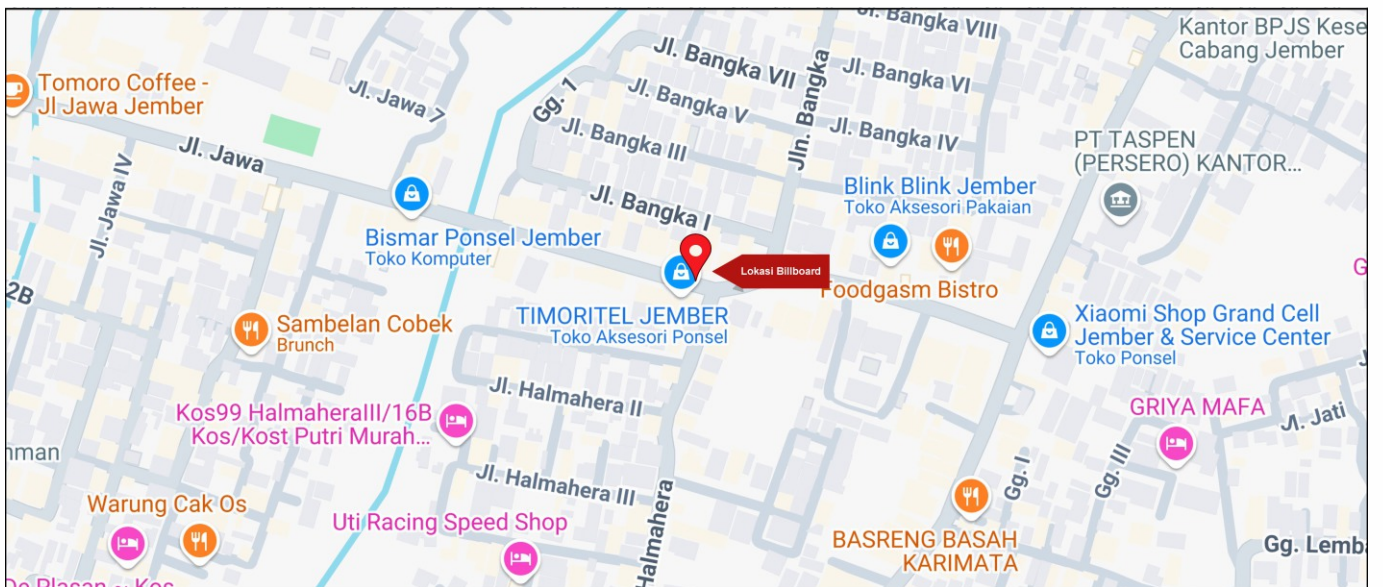 Jl. Bangka VIII
Kantor BPJS Kese
Cabang Jember
Tomoro Coffee -
Jl Jawa Jember
Jl. Jawa 7
Gg. 1
Jl. Bangka VII
Jl. Bangka VI
Jl. Bangka V
Jln. Bangka
Jl. Bangka IV
Jl. Bangka III
PT TASPEN
(PERSERO) KANTOR...
Jl. Jawa
Jl. Jawa IV
Jl. Bangka I
Blink Blink Jember
Toko Aksesori Pakaian
Bismar Ponsel Jember
Toko Komputer
Lokasi Billboard
G
Foodgasm Bistro
2B
TIMORITEL JEMBER
Toko Aksesori Ponsel
Sambelan Cobek
Brunch
Xiaomi Shop Grand Cell
Jember & Service Center
Toko Ponsel
J
Jl. Halmahera II
Kos99 HalmaheraIII/16B
Kos/Kost Putri Murah...
GRIYA MAFA
Jl. Jati
nman
Jl. Halmahera III
Gg. I
Gg. III
Warung Cak Os
Uti Racing Speed Shop
Halmahera
BASRENG BASAH
KARIMATA
Gg. Lemb
De Plasan ~ Kos